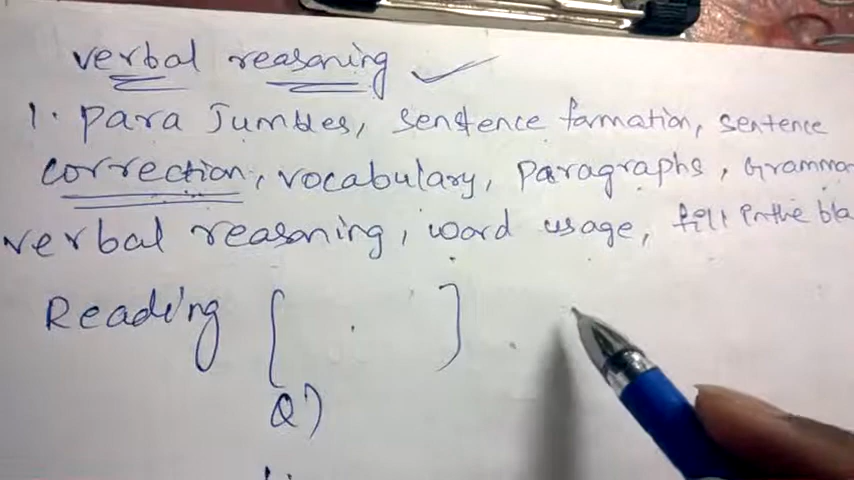 verbal reasoning
1. Para Jumbles, sentence formation, sentence
correction, vocabulary, paragraphs, Gramma
verbal reasoning, word usage, fill in the bla
Reading [ ]
Q)